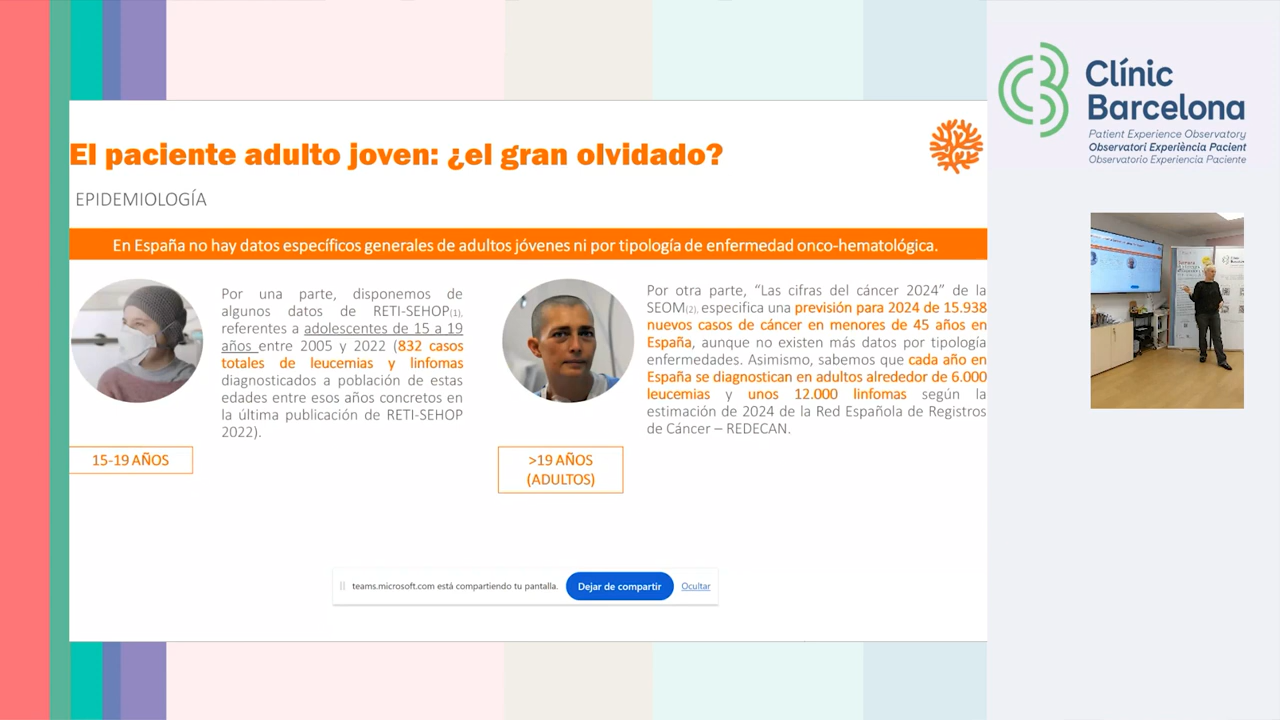 Clínic
Barcelona
Patient Experience Observatory
Observatori Experiència Pacient
Observatorio Experiencia Paciente
El paciente adulto joven: ¿el gran olvidado?
EPIDEMIOLOGÍA
En España no hay datos específicos generales de adultos jóvenes ni por tipología de enfermedad onco-hematológica.
Por una parte, disponemos de
algunos datos de RETI-SEHOP(1),
referentes a adolescentes de 15 a 19
años entre 2005 y 2022 (832 casos
totales de leucemias y linfomas
diagnosticados a población de estas
edades entre esos años concretos en
la última publicación de RETI-SEHOP
2022).
15-19 AÑOS
Por otra parte, “Las cifras del cáncer 2024” de la
SEOM(2), especifica una previsión para 2024 de 15.938
nuevos casos de cáncer en menores de 45 años en
España, aunque no existen más datos por tipología
enfermedades. Asimismo, sabemos que cada año en
España se diagnostican en adultos alrededor de 6.000
leucemias y unos 12.000 linfomas según la
estimación de 2024 de la Red Española de Registros
de Cáncer – REDECAN.
>19 AÑOS
(ADULTOS)
teams.microsoft.com está compartiendo tu pantalla.
Dejar de compartir
Ocultar